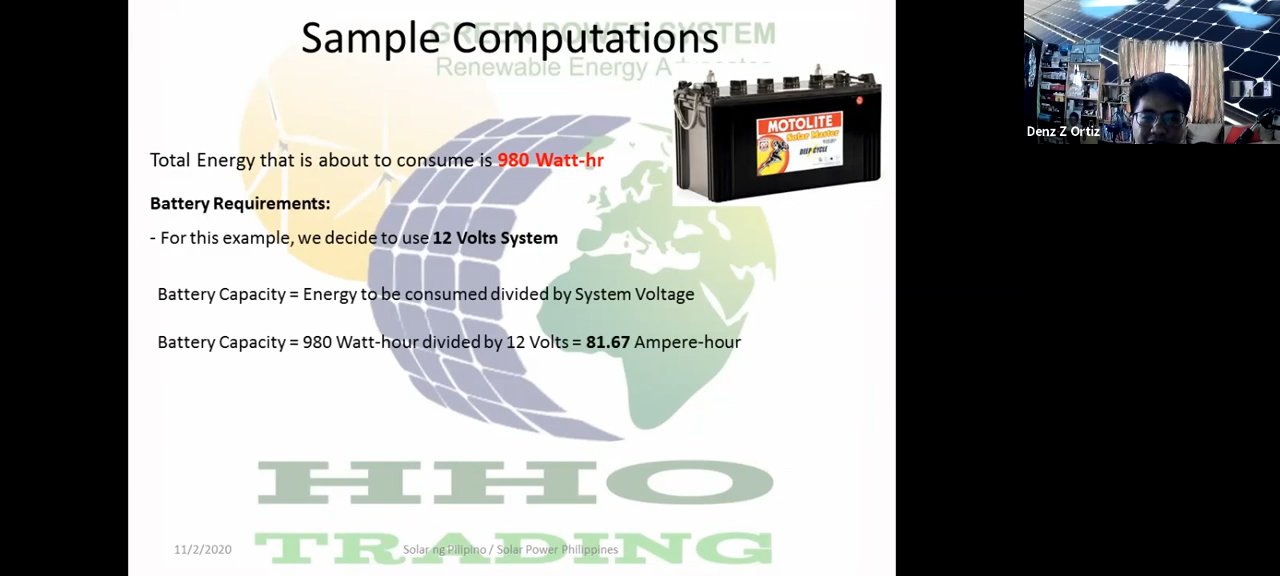 GREEN POWER SYSTEM
Sample Computations
Renewable Energy
MOTOLITE
Solar Master
DEEP CYCLE
Denz Z Ortiz
Total Energy that is about to consume is 980 Watt-hr
Battery Requirements:
- For this example, we decide to use 12 Volts System
Battery Capacity = Energy to be consumed divided by System Voltage
Battery Capacity = 980 Watt-hour divided by 12 Volts = 81.67 Ampere-hour
HHO
TRADING
11/2/2020
Solar ng Pilipino / Solar Power Philippines